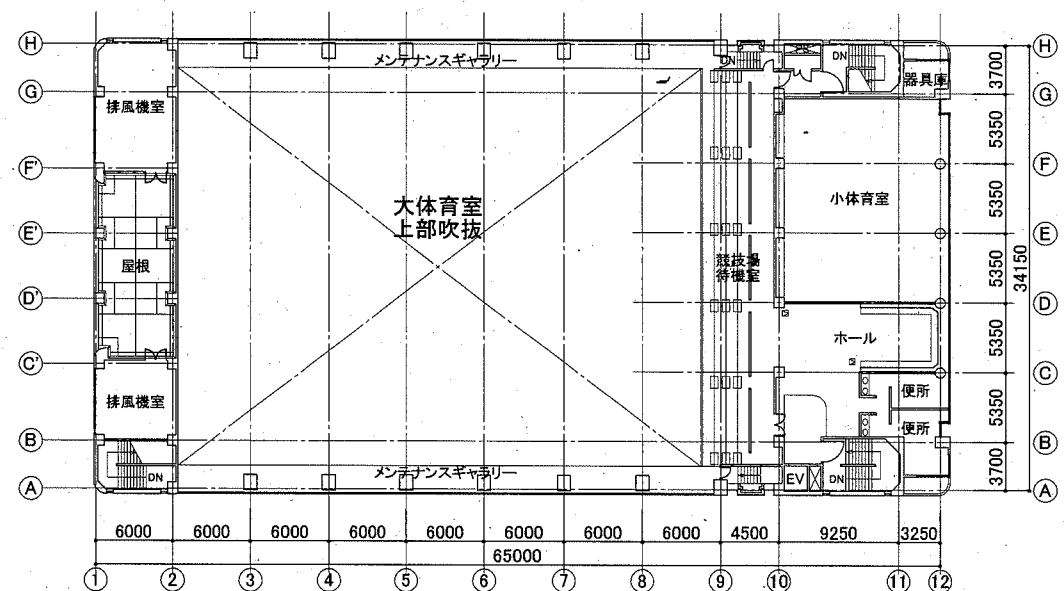 H
H
メンテナンスギャラリー
DN
DN
器具庫
3700
G
G
排風機室
5350
F'
F
大体育室
上部吹抜
小体育室
5350
E'
E
屋根
競技場
待機室
5350
34150
D'
D
ホール
5350
C'
C
排風機室
便所
5350
便所
B
B
メンテナンスギャラリー
DN
EV
DN
3700
A
A
6000 6000 6000 6000 6000 6000 6000 6000 4500 9250 3250
65000
1 2 3 4 5 6 7 8 9 10 11 12